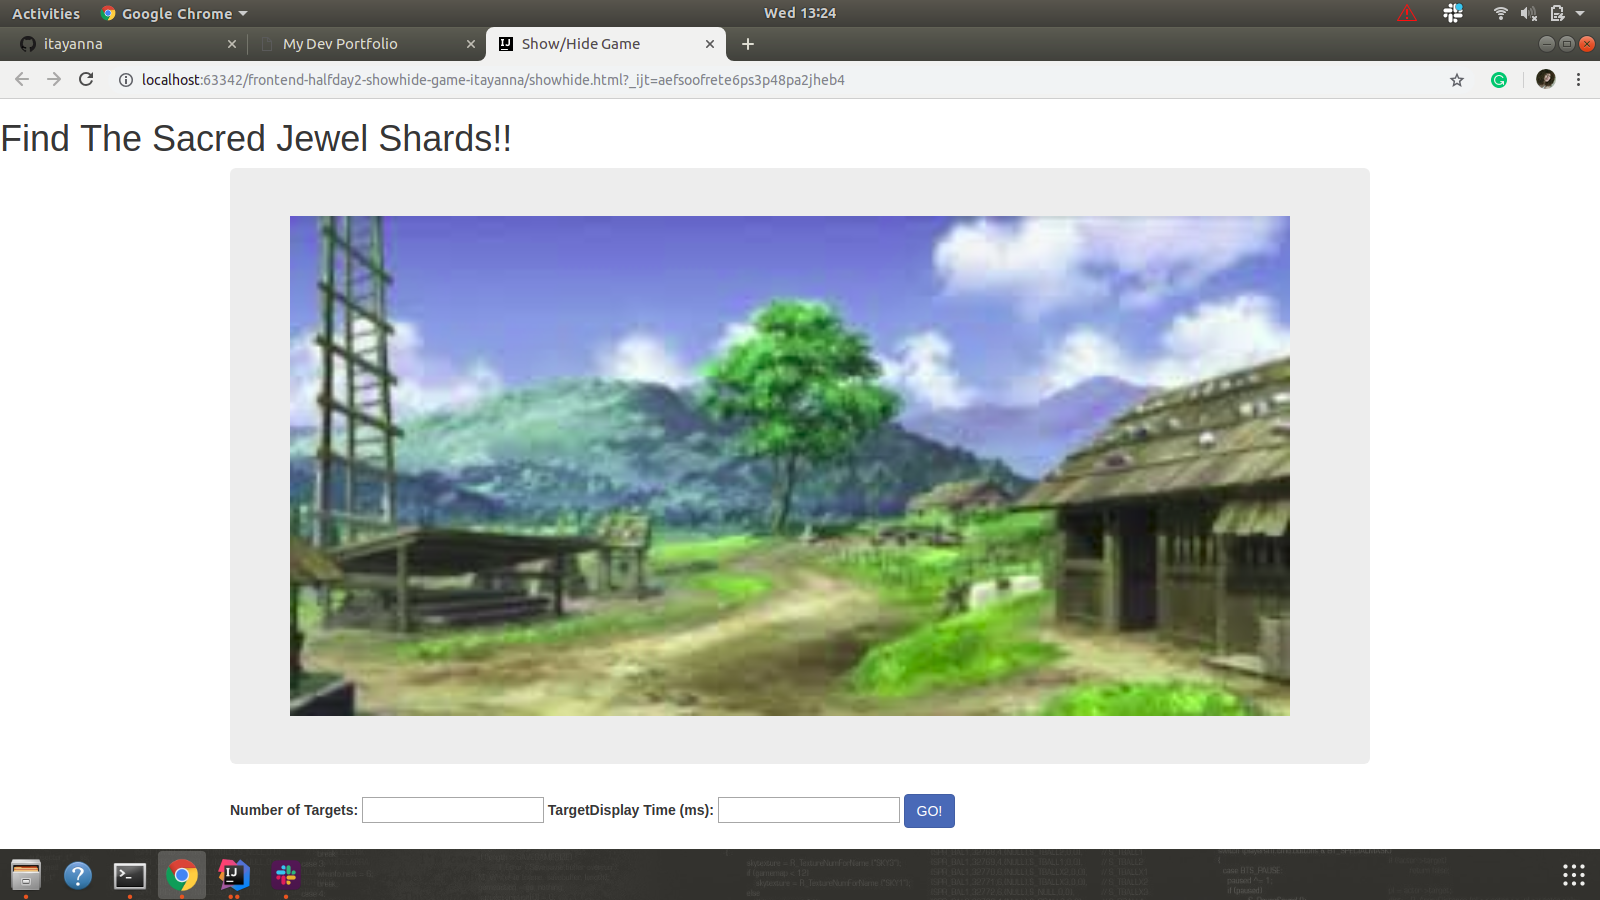 Activities Google Chrome Wed 13:24
itayanna My Dev Portfolio Show/Hide Game
localhost:63342/frontend-halfday2-showhide-game-itayanna/showhide.html?_ijt=aefsoofrete6ps3p48pa2jheb4
Find The Sacred Jewel Shards!!
Number of Targets: TargetDisplay Time (ms): GO!